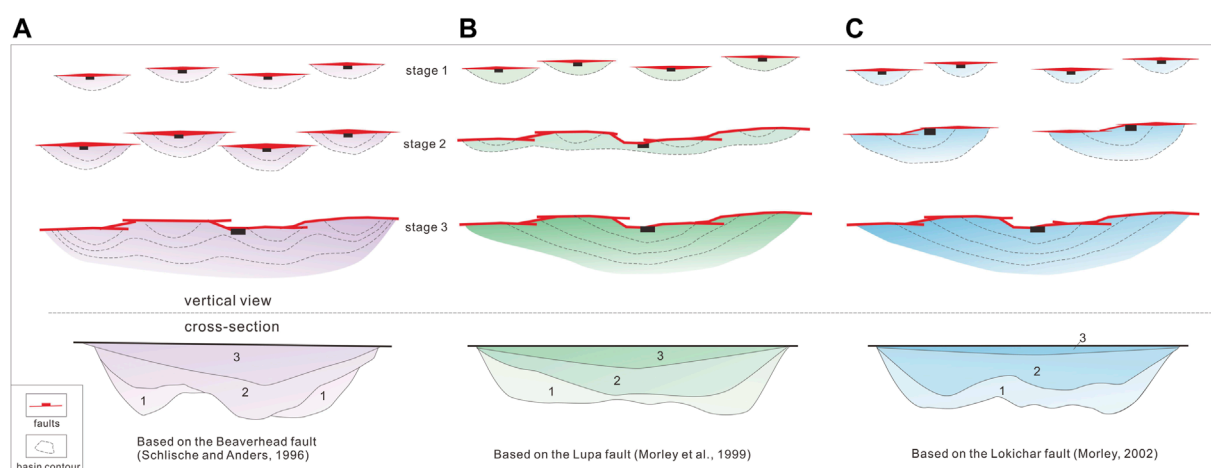 A
B
C
stage 1
stage 2
stage 3
vertical view
cross-section
3
1
2
1
3
1
2
3
2
1
faults
basin contour
Based on the Beaverhead fault
(Schlische and Anders, 1996)
Based on the Lupa fault (Morley et al., 1999)
Based on the Lokichar fault (Morley, 2002)